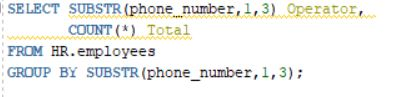 SELECT SUBSTR(phone_number,1,3) Operator,
COUNT(*) Total
FROM HR.employees
GROUP BY SUBSTR(phone_number,1,3);